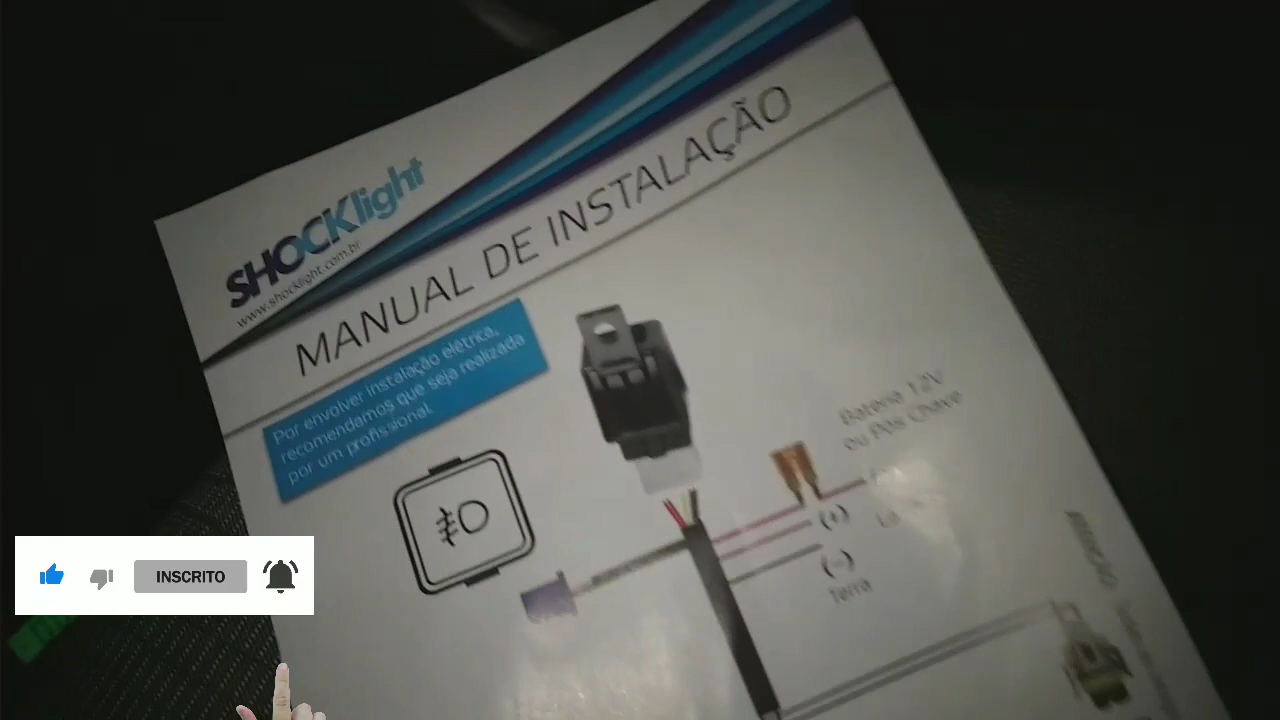 SHOCKlight
www.shocklight.com.br
MANUAL DE INSTALAÇÃO
Por envolver instalação elétrica,
recomendamos que seja realizada
por um profissional.
Bateria 12V
ou Pós Chave
(+)
(-)
Terra
INSCRITO